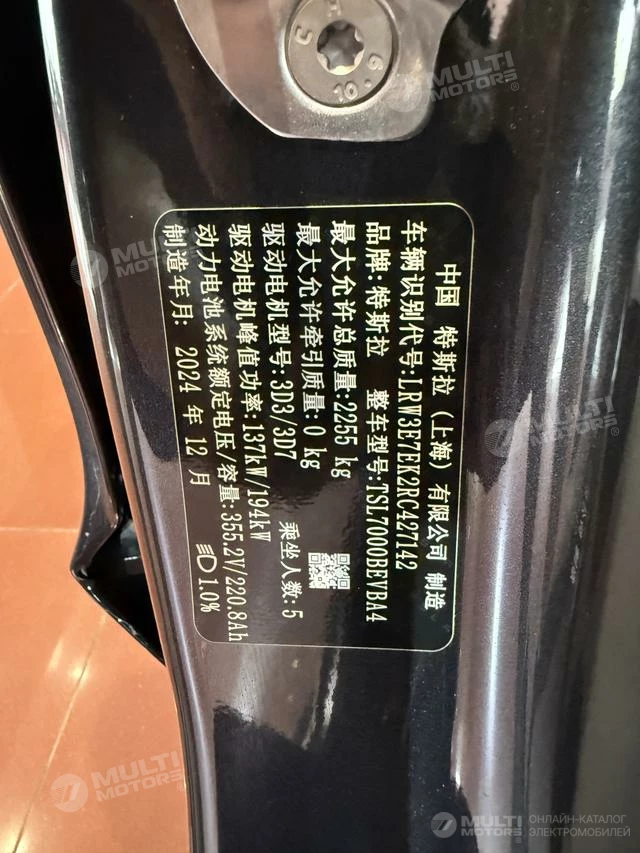 5
6
10
MULTI
MOTORS®
MULTI
MOTORS
中国 特斯拉（上海）有限公司 制造
车辆识别代号:LRW3E7EK2RC427142
品牌:特斯拉 整车型号:TSL7000BEVBA4
最大允许总质量:2255 kg
最大允许牵引质量:0 kg
驱动电机型号:3D3/3D7 乘坐人数:5
驱动电机峰值功率:137kW/194kW
动力电池系统额定电压/容量:355.2V/220.8Ah
制造年月: 2024 年 12 月 1.0%
MULTI
MOTORS
MULTI
MOTORS®
MULTI
MOTORS®
ОНЛАЙН-КАТАЛОГ
ЭЛЕКТРОМОБИЛЕЙ